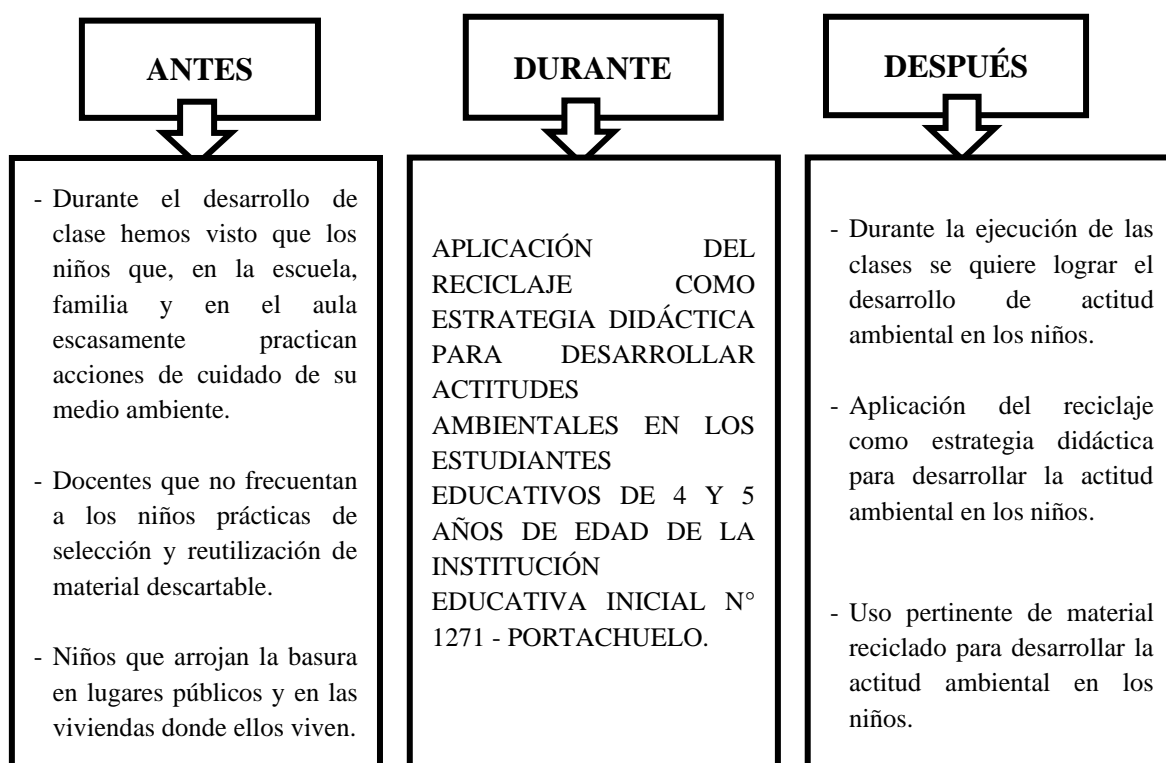 ANTES
- Durante el desarrollo de
clase hemos visto que los
niños que, en la escuela,
familia y en el aula
escasamente practican
acciones de cuidado de su
medio ambiente.
- Docentes que no frecuentan
a los niños prácticas de
selección y reutilización de
material descartable.
- Niños que arrojan la basura
en lugares públicos y en las
viviendas donde ellos viven.
DURANTE
APLICACIÓN DEL
RECICLAJE COMO
ESTRATEGIA DIDÁCTICA
PARA DESARROLLAR
ACTITUDES
AMBIENTALES EN LOS
ESTUDIANTES
EDUCATIVOS DE 4 Y 5
AÑOS DE EDAD DE LA
INSTITUCIÓN
EDUCATIVA INICIAL N°
1271 - PORTACHUELO.
DESPUÉS
- Durante la ejecución de las
clases se quiere lograr el
desarrollo de actitud
ambiental en los niños.
- Aplicación del reciclaje
como estrategia didáctica
para desarrollar la actitud
ambiental en los niños.
- Uso pertinente de material
reciclado para desarrollar la
actitud ambiental en los
niños.